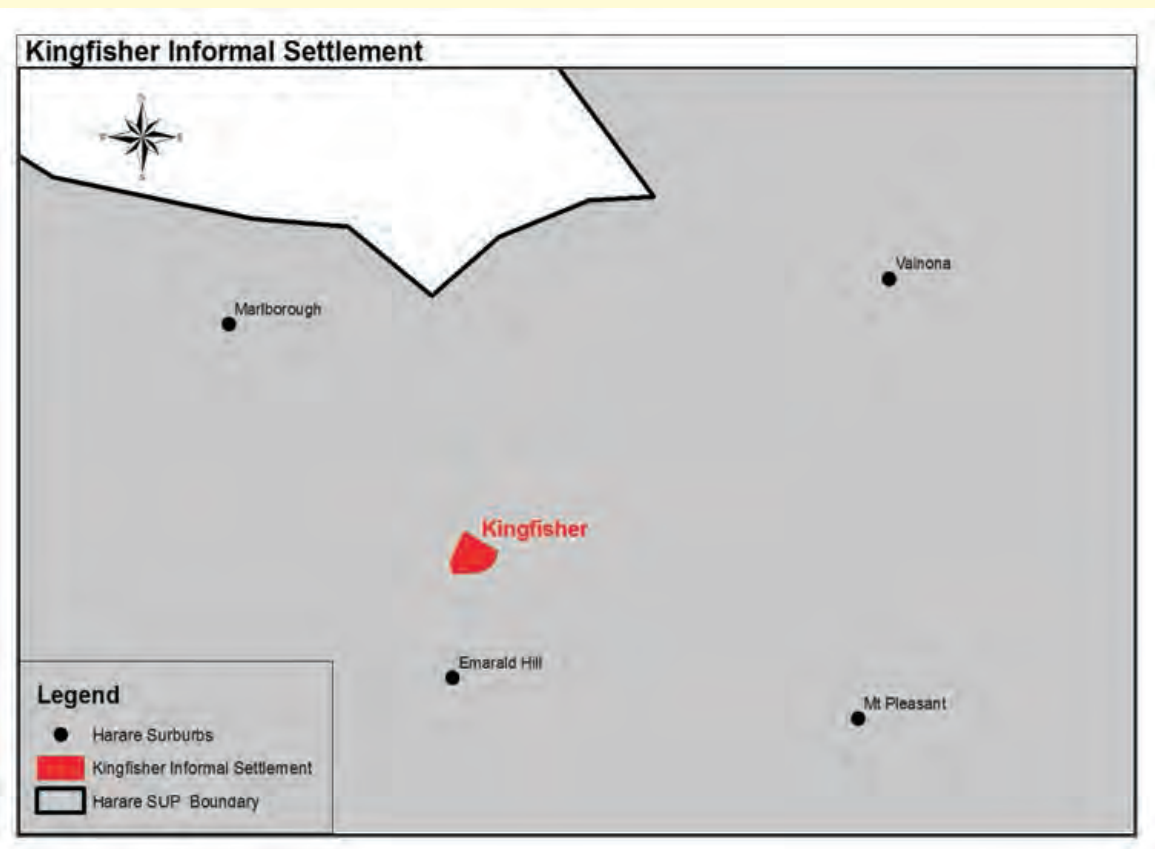 Kingfisher Informal Settlement
Vainona
Marlborough
Kingfisher
Emarald Hill
Mt Pleasant
Legend
Harare Surburbs
Kingfisher Informal Settlement
Harare SUP Boundary